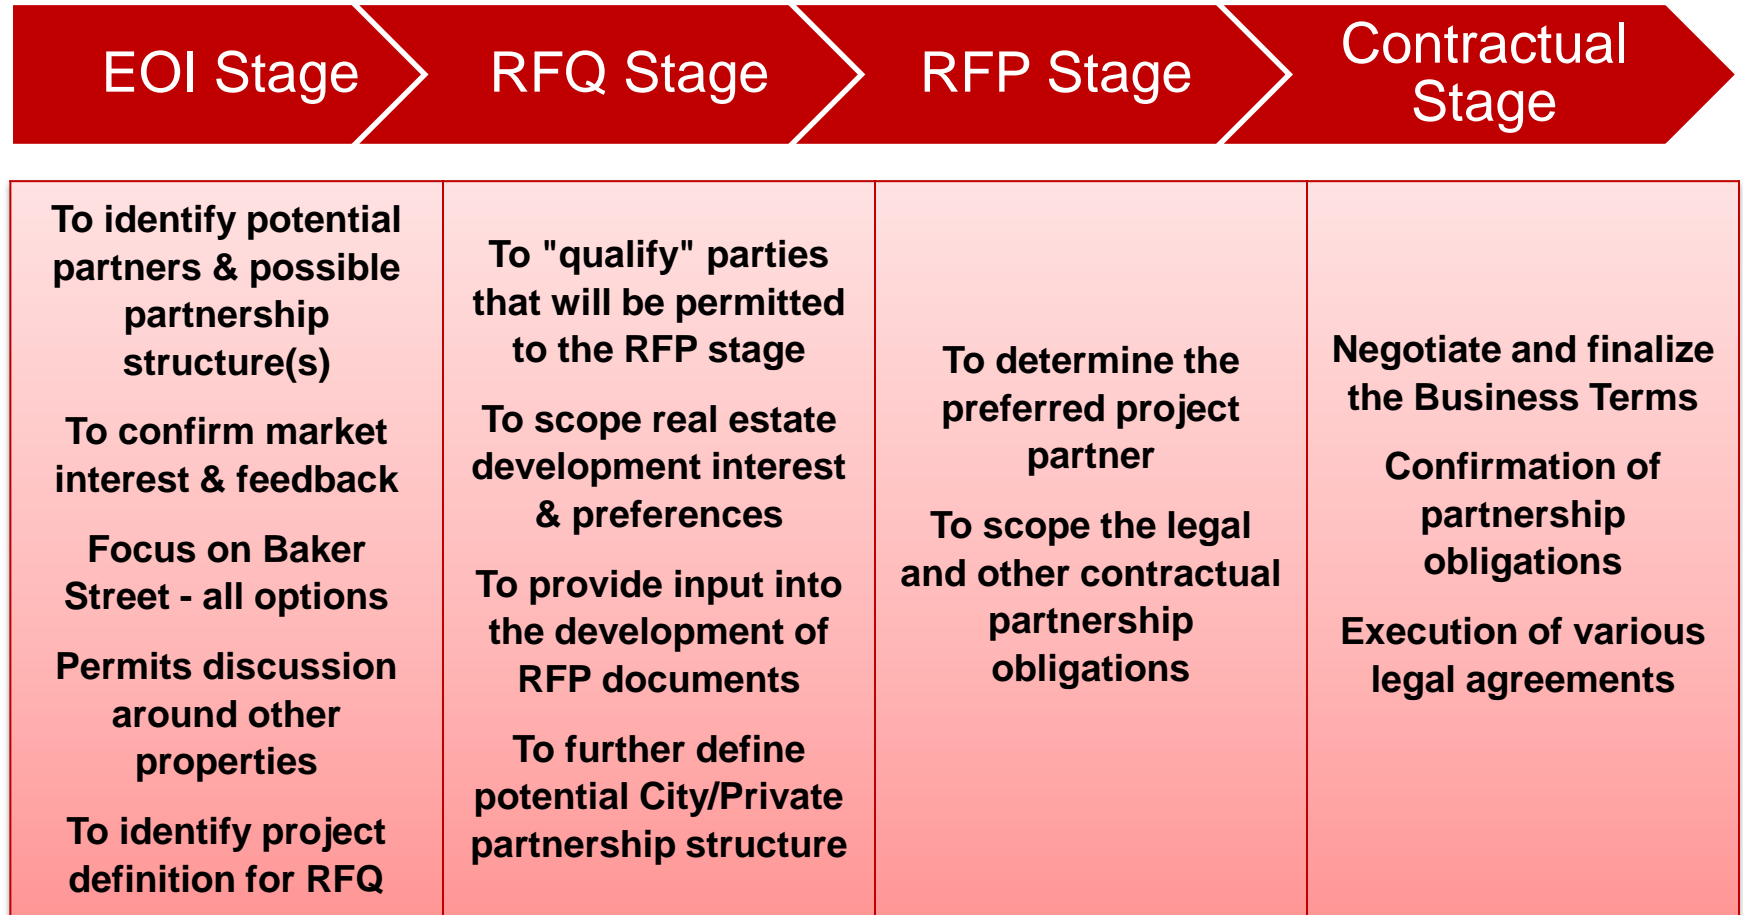 EOI Stage
RFQ Stage
RFP Stage
Contractual
Stage
To identify potential
partners & possible
partnership
structure(s)
To confirm market
interest & feedback
Focus on Baker
Street - all options
Permits discussion
around other
properties
To identify project
definition for RFQ
To "qualify" parties
that will be permitted
to the RFP stage
To scope real estate
development interest
& preferences
To provide input into
the development of
RFP documents
To further define
potential City/Private
partnership structure
To determine the
preferred project
partner
To scope the legal
and other contractual
partnership
obligations
Negotiate and finalize
the Business Terms
Confirmation of
partnership
obligations
Execution of various
legal agreements